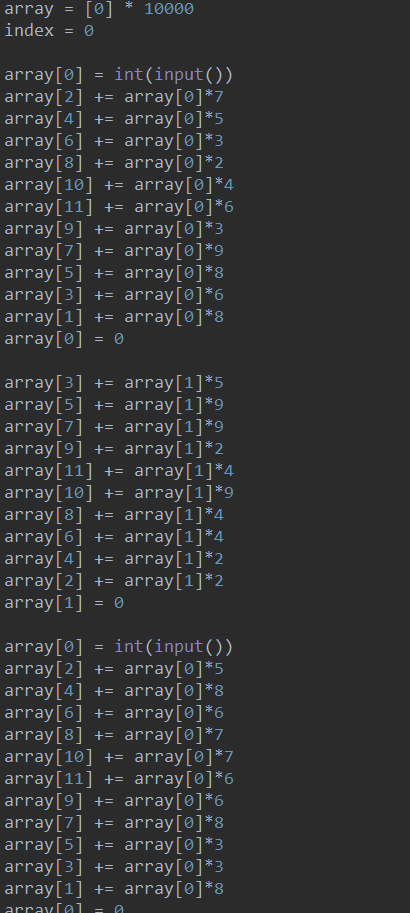 array = [0] * 10000
index = 0
array[0] = int(input())
array[2] += array[0]*7
array[4] += array[0]*5
array[6] += array[0]*3
array[8] += array[0]*2
array[10] += array[0]*4
array[11] += array[0]*6
array[9] += array[0]*3
array[7] += array[0]*9
array[5] += array[0]*8
array[3] += array[0]*6
array[1] += array[0]*8
array[0] = 0
array[3] += array[1]*5
array[5] += array[1]*9
array[7] += array[1]*9
array[9] += array[1]*2
array[11] += array[1]*4
array[10] += array[1]*9
array[8] += array[1]*4
array[6] += array[1]*4
array[4] += array[1]*2
array[2] += array[1]*2
array[1] = 0
array[0] = int(input())
array[2] += array[0]*5
array[4] += array[0]*8
array[6] += array[0]*6
array[8] += array[0]*7
array[10] += array[0]*7
array[11] += array[0]*6
array[9] += array[0]*6
array[7] += array[0]*8
array[5] += array[0]*3
array[3] += array[0]*3
array[1] += array[0]*8
array[0] = 0